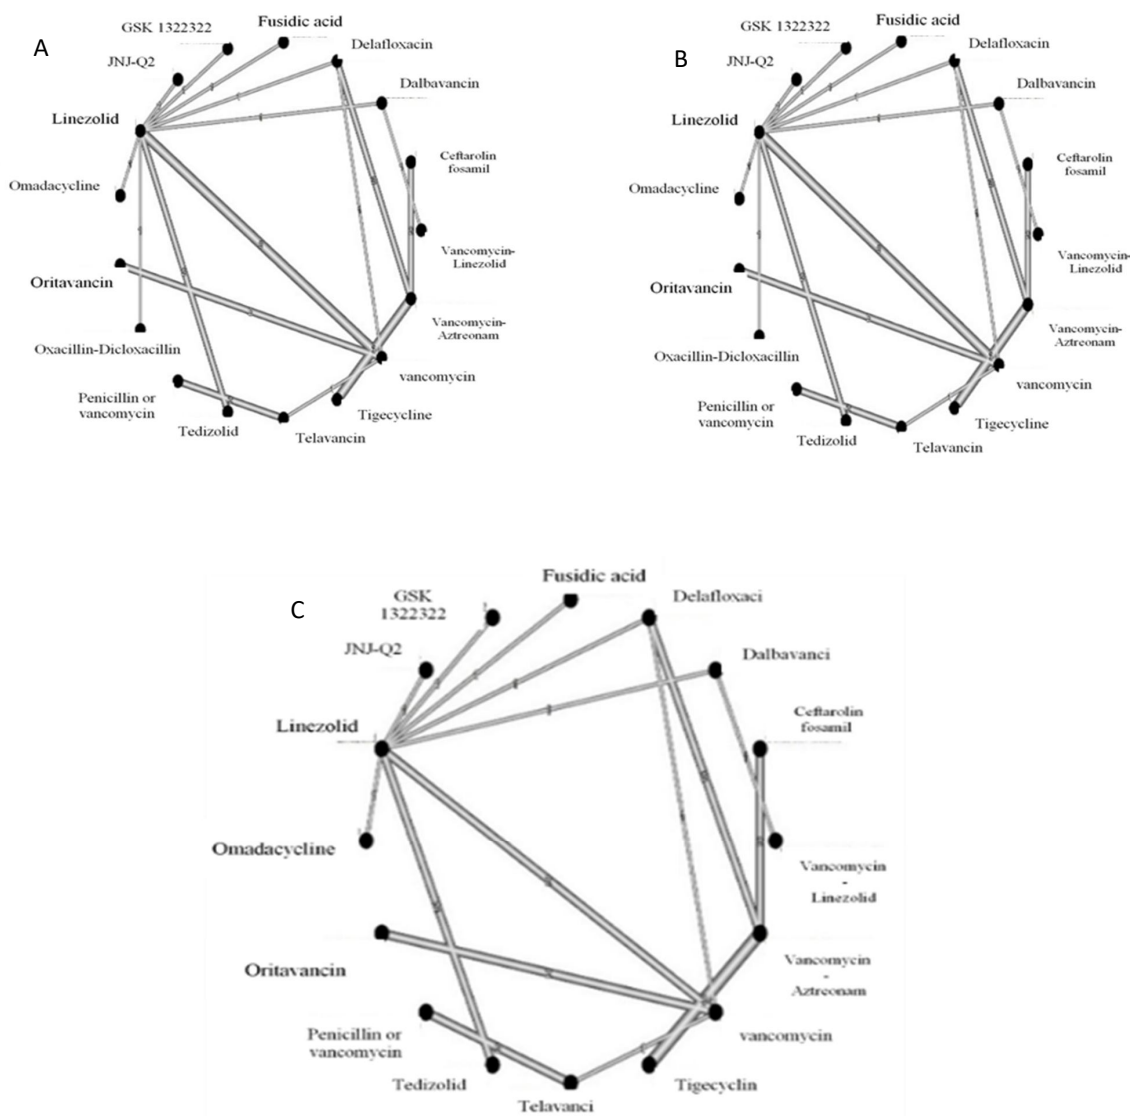 A
GSK 1322322
Fusidic acid
Delafloxacin
JNJ-Q2
Dalbavancin
Linezolid
Ceftarolin
fosamil
Omadacycline
Vancomycin-
Linezolid
Oritavancin
Vancomycin-
Aztreonam
Oxacillin-Dicloxacillin
vancomycin
Penicillin or
vancomycin
Tigecycline
Tedizolid
Telavancin
B
GSK 1322322
Fusidic acid
Delafloxacin
JNJ-Q2
Dalbavancin
Linezolid
Ceftarolin
fosamil
Omadacycline
Vancomycin-
Linezolid
Oritavancin
Vancomycin-
Aztreonam
Oxacillin-Dicloxacillin
vancomycin
Penicillin or
vancomycin
Tigecycline
Tedizolid
Telavancin
C
GSK
1322322
Fusidic acid
Delafloxaci
JNJ-Q2
Dalbavanci
Linezolid
Ceftarolin
fosamil
Omadacycline
Vancomycin
-
Linezolid
Oritavancin
Vancomycin
-
Aztreonam
Penicillin or
vancomycin
vancomycin
Tedizolid
Tigecyclin
Telavanci